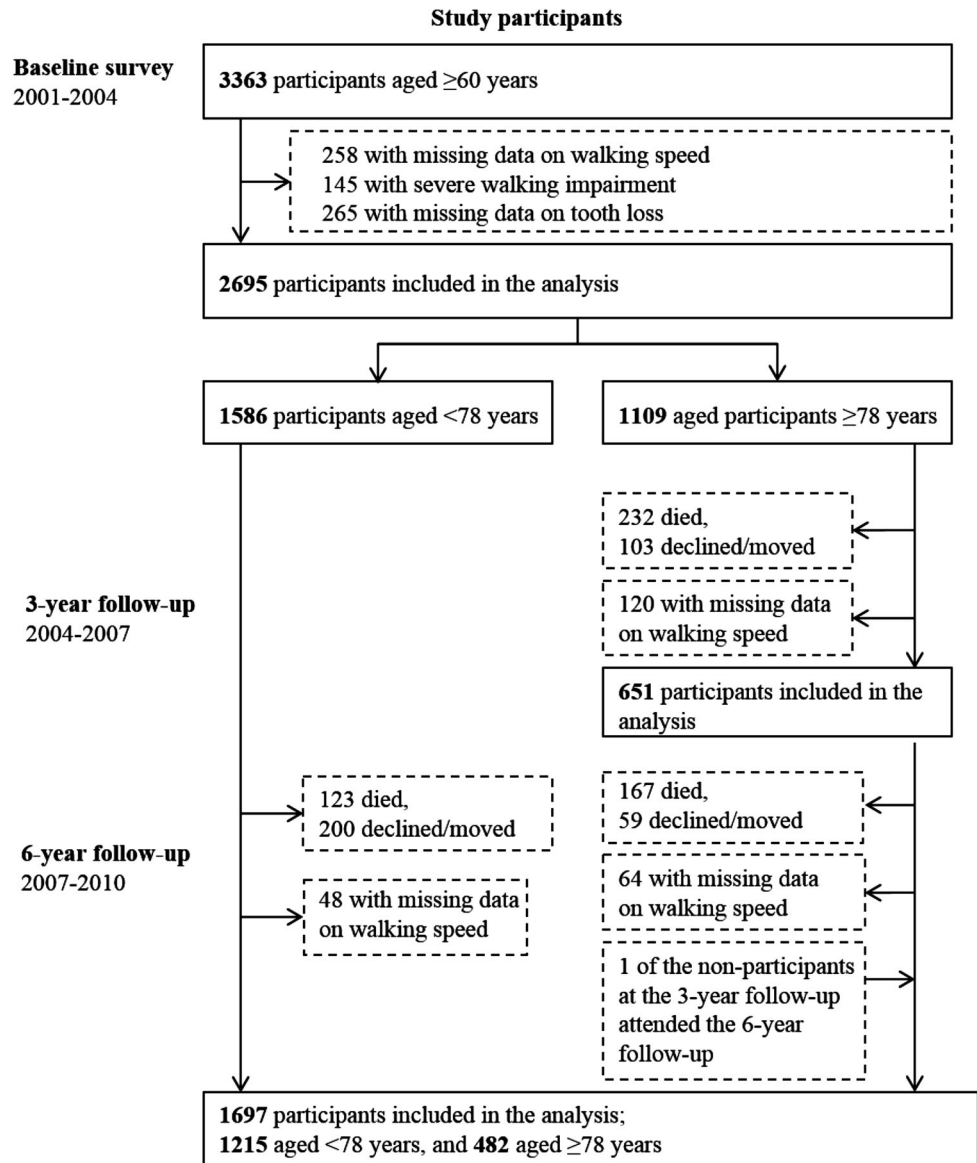 Study participants
Baseline survey
2001-2004
3363 participants aged ≥60 years
258 with missing data on walking speed
145 with severe walking impairment
265 with missing data on tooth loss
2695 participants included in the analysis
1586 participants aged <78 years
1109 aged participants ≥78 years
232 died,
103 declined/moved
3-year follow-up
2004-2007
120 with missing data
on walking speed
651 participants included in the
analysis
123 died,
200 declined/moved
167 died,
59 declined/moved
6-year follow-up
2007-2010
48 with missing data
on walking speed
64 with missing data
on walking speed
1 of the non-participants
at the 3-year follow-up
attended the 6-year
follow-up
1697 participants included in the analysis;
1215 aged <78 years, and 482 aged ≥78 years